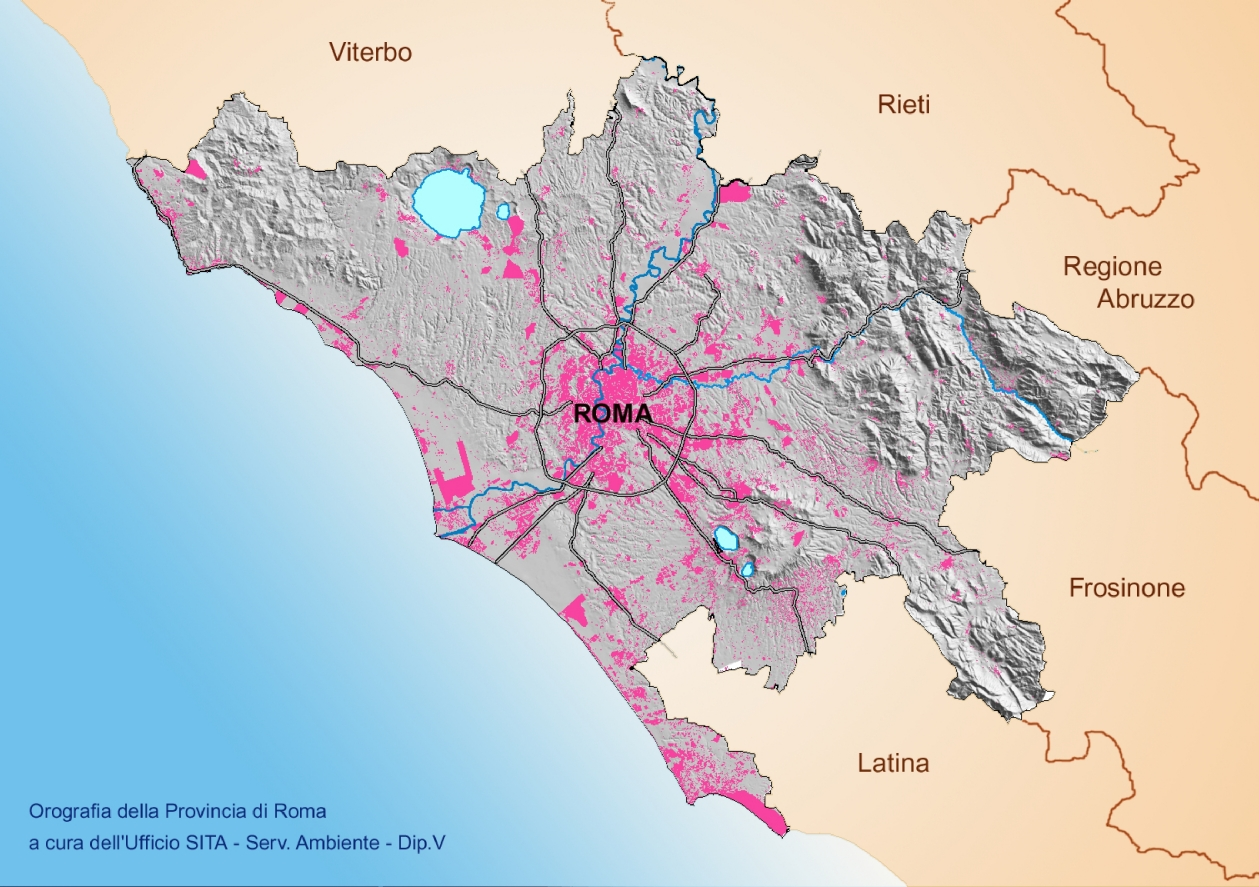 Viterbo
Rieti
Regione
Abruzzo
ROMA
Frosinone
Latina
Orografia della Provincia di Roma
a cura dell'Ufficio SITA - Serv. Ambiente - Dip.V